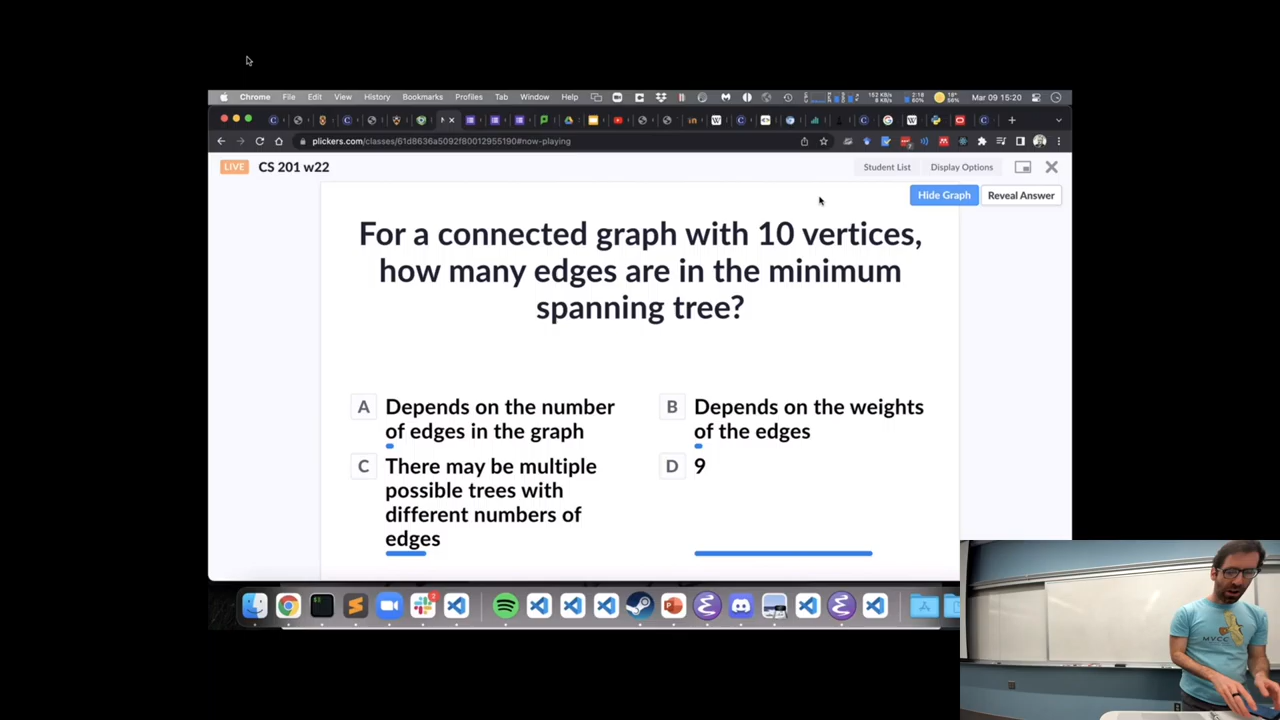 Chrome File Edit View History Bookmarks Profiles Tab Window Help Mar 09 15:20
plickers.com/classes/61d8636a5092f80012955190#now-playing
LIVE CS 201 w22 Student List Display Options
Hide Graph Reveal Answer
For a connected graph with 10 vertices,
how many edges are in the minimum
spanning tree?
A Depends on the number
of edges in the graph
B Depends on the weights
of the edges
C There may be multiple
possible trees with
different numbers of
edges
D 9
MVCC